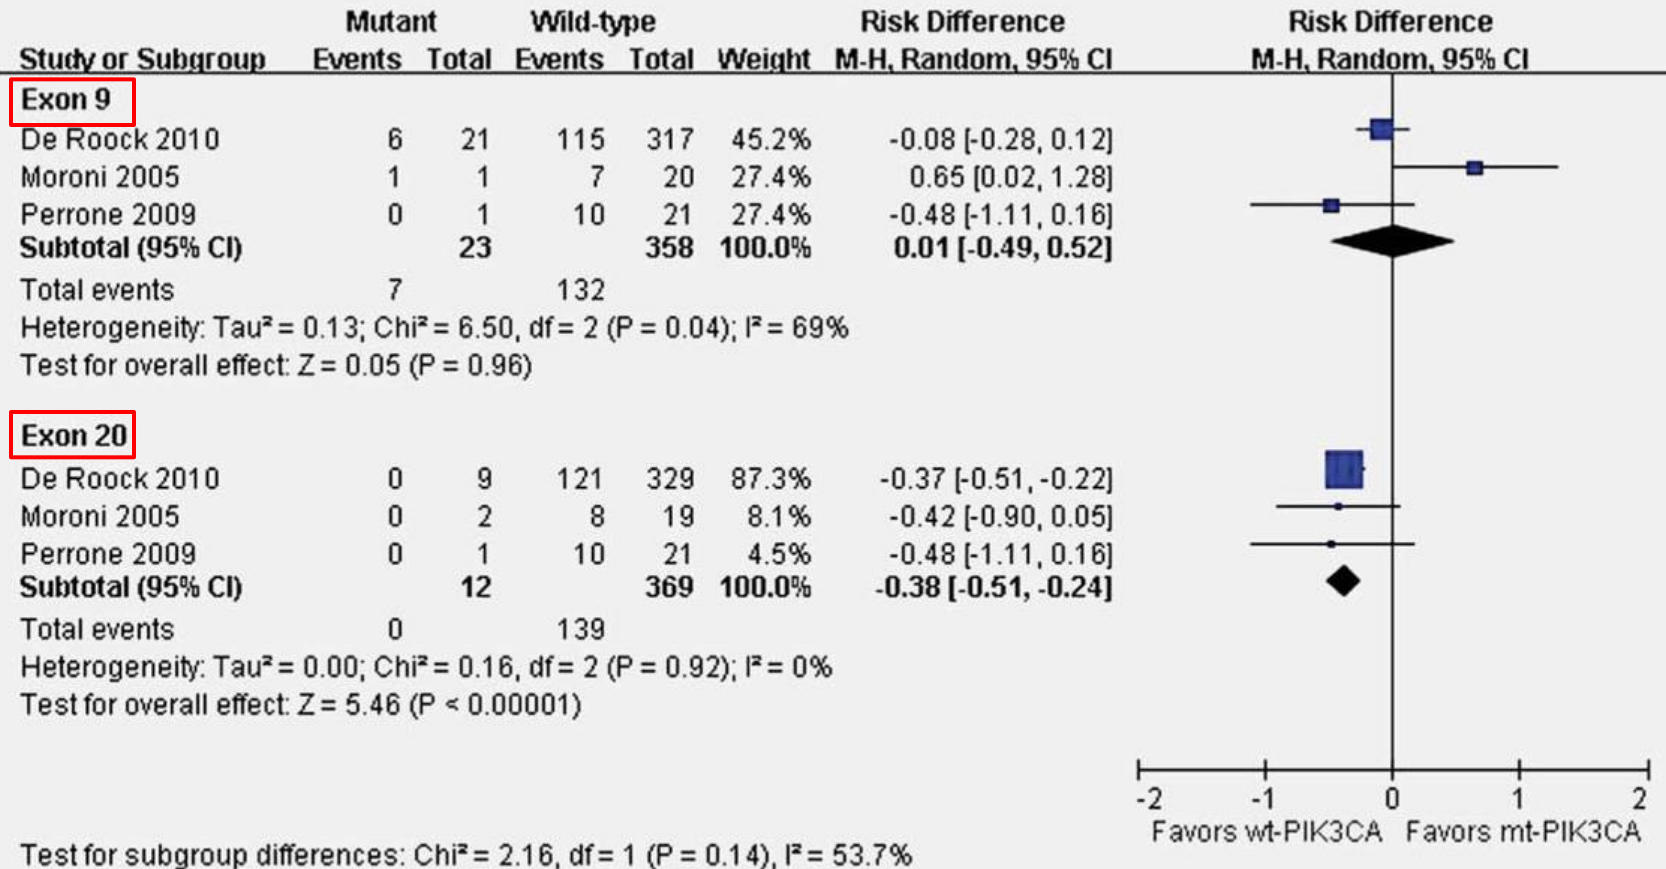 Mutant Wild-type Risk Difference Risk Difference
Study or Subgroup Events Total Events Total Weight M-H, Random, 95% CI M-H, Random, 95% CI
Exon 9
De Roock 2010 6 21 115 317 45.2% -0.08 [-0.28, 0.12]
Moroni 2005 1 1 7 20 27.4% 0.65 [0.02, 1.28]
Perrone 2009 0 1 10 21 27.4% -0.48 [-1.11, 0.16]
Subtotal (95% CI) 23 358 100.0% 0.01 [-0.49, 0.52]
Total events 7 132
Heterogeneity: Tau² = 0.13; Chi² = 6.50, df = 2 (P = 0.04); I² = 69%
Test for overall effect: Z = 0.05 (P = 0.96)
Exon 20
De Roock 2010 0 9 121 329 87.3% -0.37 [-0.51, -0.22]
Moroni 2005 0 2 8 19 8.1% -0.42 [-0.90, 0.05]
Perrone 2009 0 1 10 21 4.5% -0.48 [-1.11, 0.16]
Subtotal (95% CI) 12 369 100.0% -0.38 [-0.51, -0.24]
Total events 0 139
Heterogeneity: Tau² = 0.00; Chi² = 0.16, df = 2 (P = 0.92); I² = 0%
Test for overall effect: Z = 5.46 (P < 0.00001)
-2 -1 0 1 2
Favors wt-PIK3CA Favors mt-PIK3CA
Test for subgroup differences: Chi² = 2.16, df = 1 (P = 0.14), I² = 53.7%